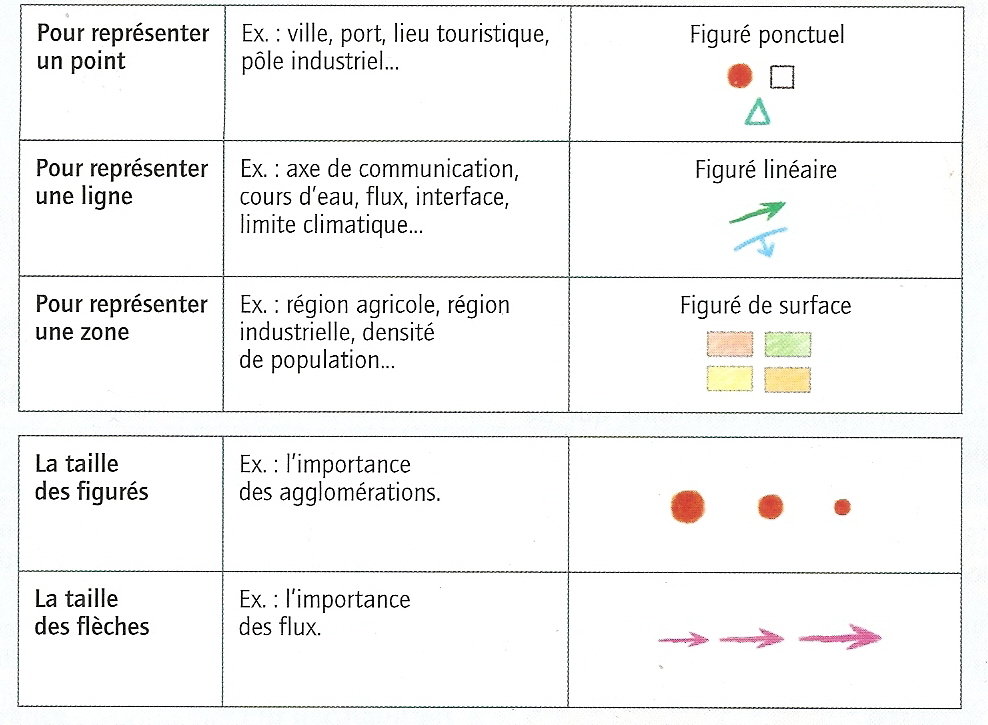 Pour représenter
un point
Ex. : ville, port, lieu touristique,
pôle industriel...
Figuré ponctuel
Pour représenter
une ligne
Ex. : axe de communication,
cours d'eau, flux, interface,
limite climatique...
Figuré linéaire
Pour représenter
une zone
Ex. : région agricole, région
industrielle, densité
de population...
Figuré de surface
La taille
des figurés
Ex. : l'importance
des agglomérations.
La taille
des flèches
Ex. : l'importance
des flux.